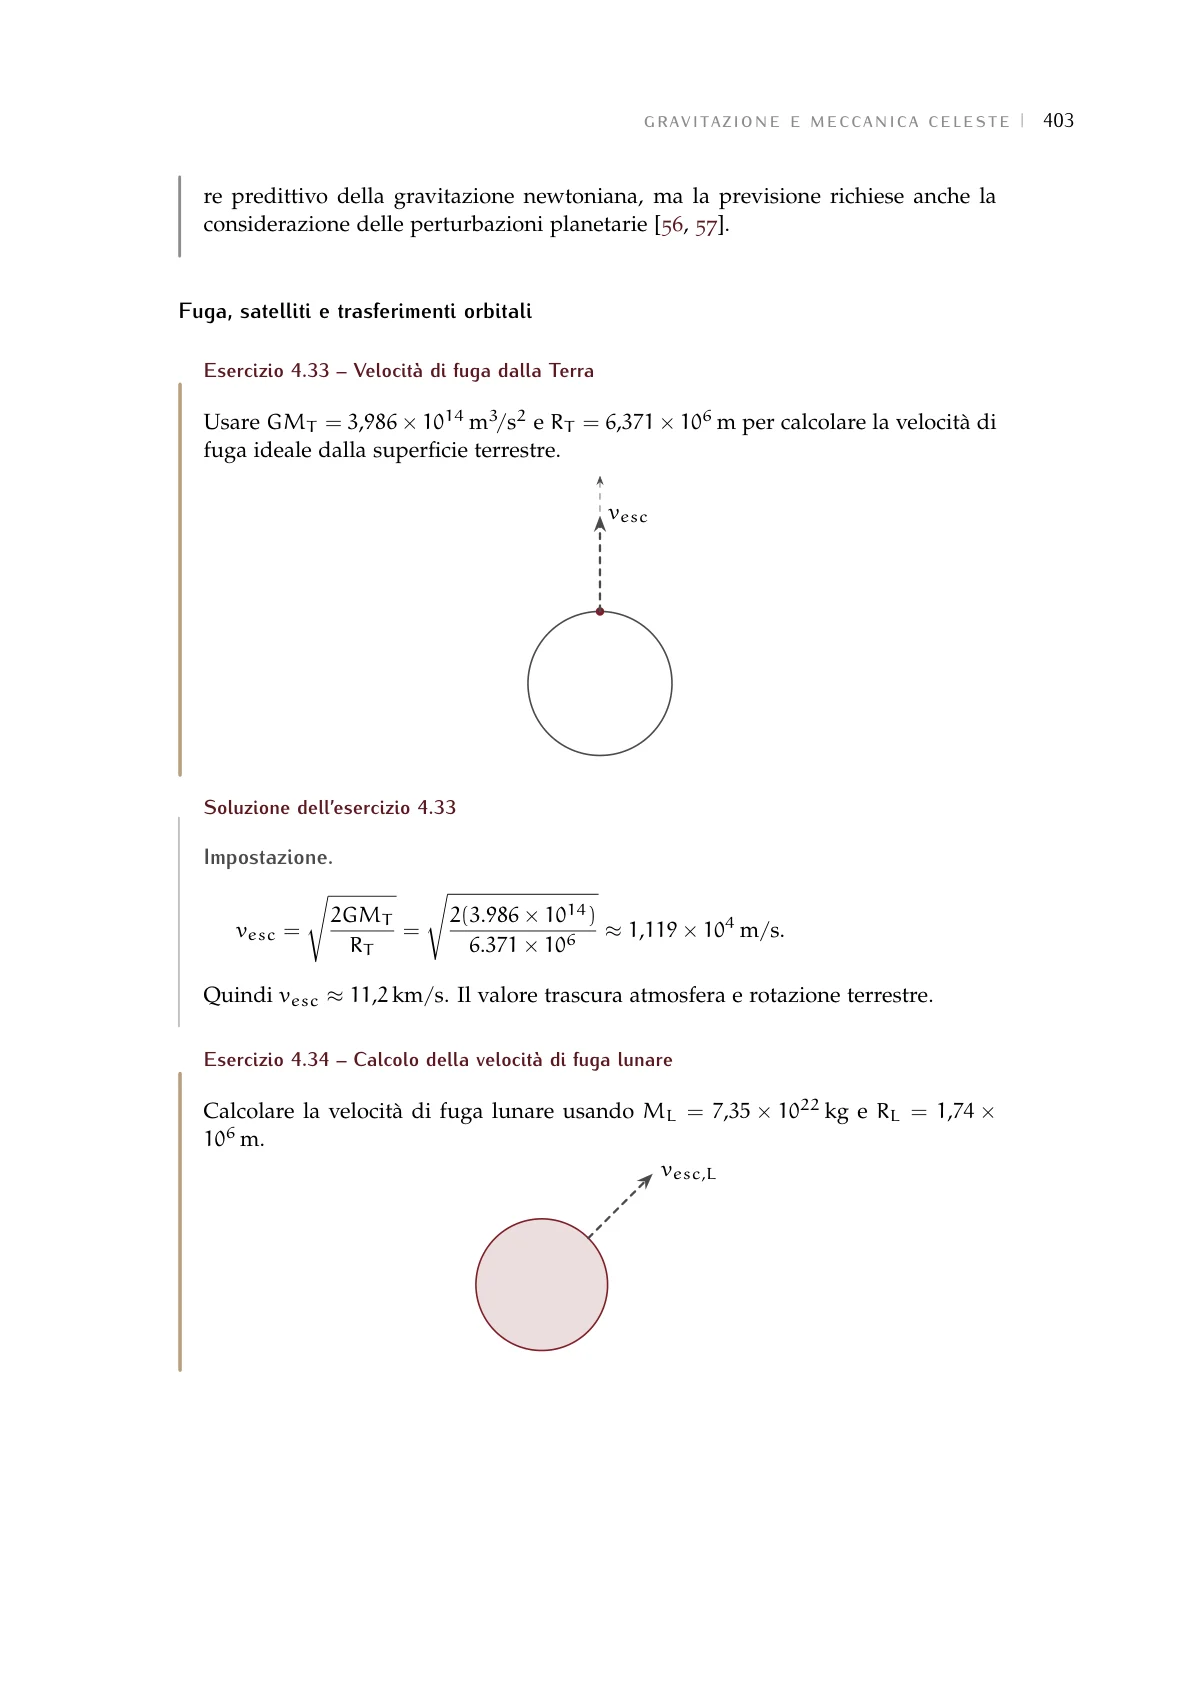 GRAVITAZIONE E MECCANICA CELESTE | 403
re predittivo della gravitazione newtoniana, ma la previsione richiese anche la
considerazione delle perturbazioni planetarie [56, 57].
Fuga, satelliti e trasferimenti orbitali
Esercizio 4.33 – Velocità di fuga dalla Terra
Usare GM_T = 3,986 × 10^14 m^3/s^2 e R_T = 6,371 × 10^6 m per calcolare la velocità di
fuga ideale dalla superficie terrestre.
v_esc
Soluzione dell'esercizio 4.33
Impostazione.
v_esc = √(2GM_T / R_T) = √(2(3.986 × 10^14) / 6.371 × 10^6) ≈ 1,119 × 10^4 m/s.
Quindi v_esc ≈ 11,2 km/s. Il valore trascura atmosfera e rotazione terrestre.
Esercizio 4.34 – Calcolo della velocità di fuga lunare
Calcolare la velocità di fuga lunare usando M_L = 7,35 × 10^22 kg e R_L = 1,74 ×
10^6 m.
v_esc,L